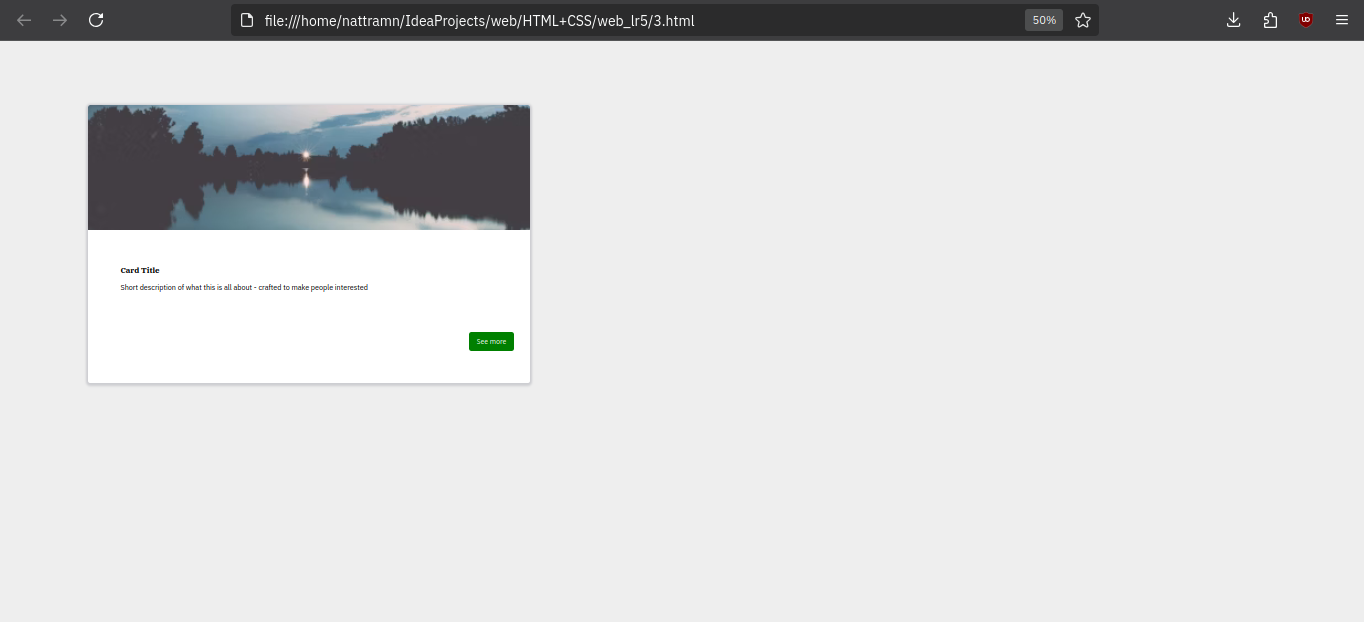 file:///home/nattramn/IdeaProjects/web/HTML+CSS/web_lr5/3.html
50%
UD
Card Title
Short description of what this is all about - crafted to make people interested
See more